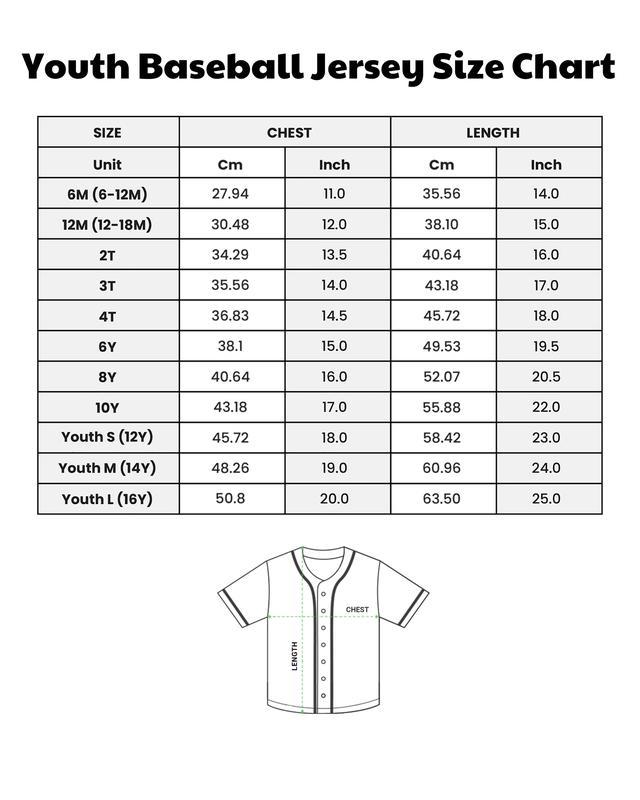 Youth Baseball Jersey Size Chart
SIZE CHEST LENGTH
Unit Cm Inch Cm Inch
6M (6-12M) 27.94 11.0 35.56 14.0
12M (12-18M) 30.48 12.0 38.10 15.0
2T 34.29 13.5 40.64 16.0
3T 35.56 14.0 43.18 17.0
4T 36.83 14.5 45.72 18.0
6Y 38.1 15.0 49.53 19.5
8Y 40.64 16.0 52.07 20.5
10Y 43.18 17.0 55.88 22.0
Youth S (12Y) 45.72 18.0 58.42 23.0
Youth M (14Y) 48.26 19.0 60.96 24.0
Youth L (16Y) 50.8 20.0 63.50 25.0
CHEST
LENGTH